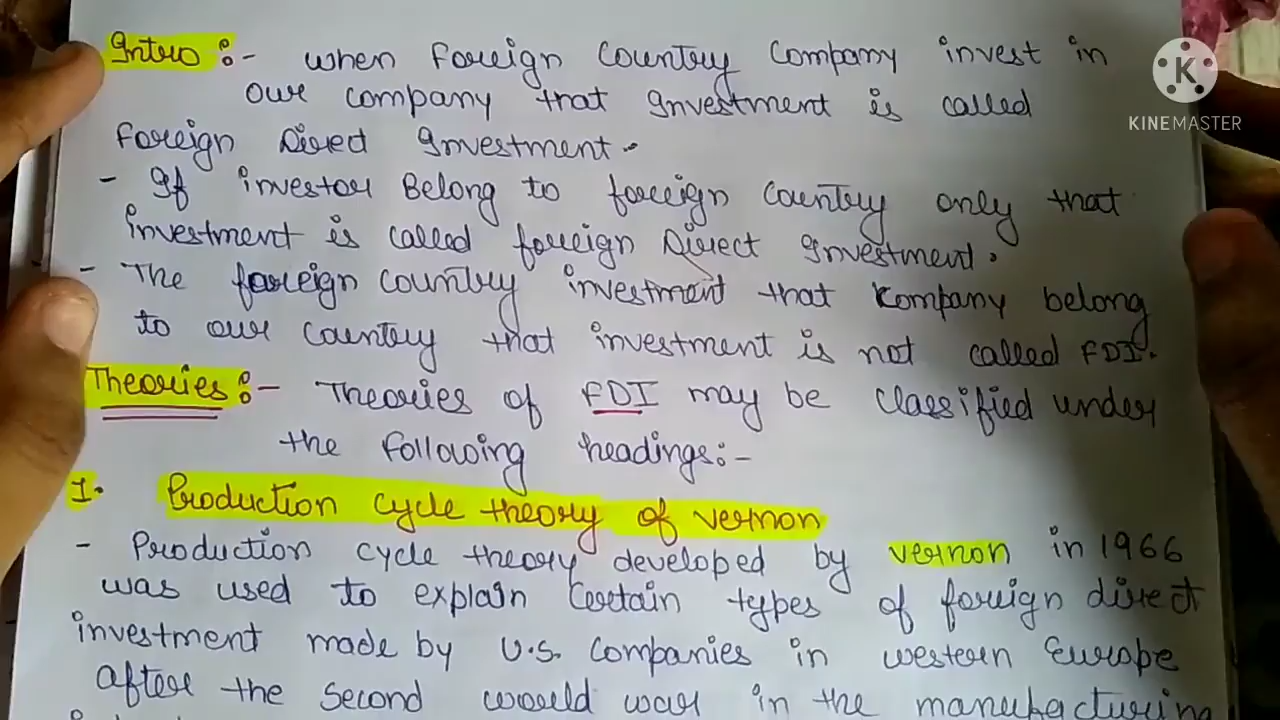 Intro :- when Foreign Country Company invest in
our company that Investment is called
Foreign Direct Investment.
- If investor Belong to foreign Country only that
investment is called foreign Direct Investment.
- The foreign country investment that Kompany belong
to our Country that investment is not called FDI.
Theories :- Theories of FDI may be classified under
the following headings:-
1. Production cycle theory of vernon
- Production cycle theory developed by vernon in 1966
was used to explain Certain types of foreign direct
investment made by U.S. Companies in western Europe
after the second world war in the manufacturing
K
KINEMASTER